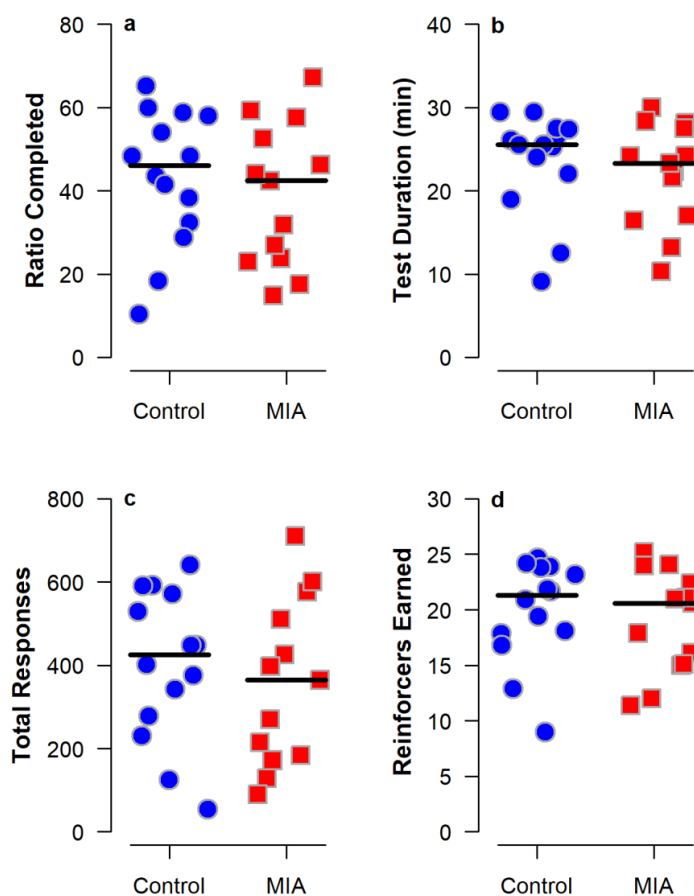 a
Ratio Completed
80
60
40
20
0
Control
MIA
b
Test Duration (min)
40
30
20
10
0
Control
MIA
c
Total Responses
800
600
400
200
0
Control
MIA
d
Reinforcers Earned
30
25
20
15
10
5
0
Control
MIA